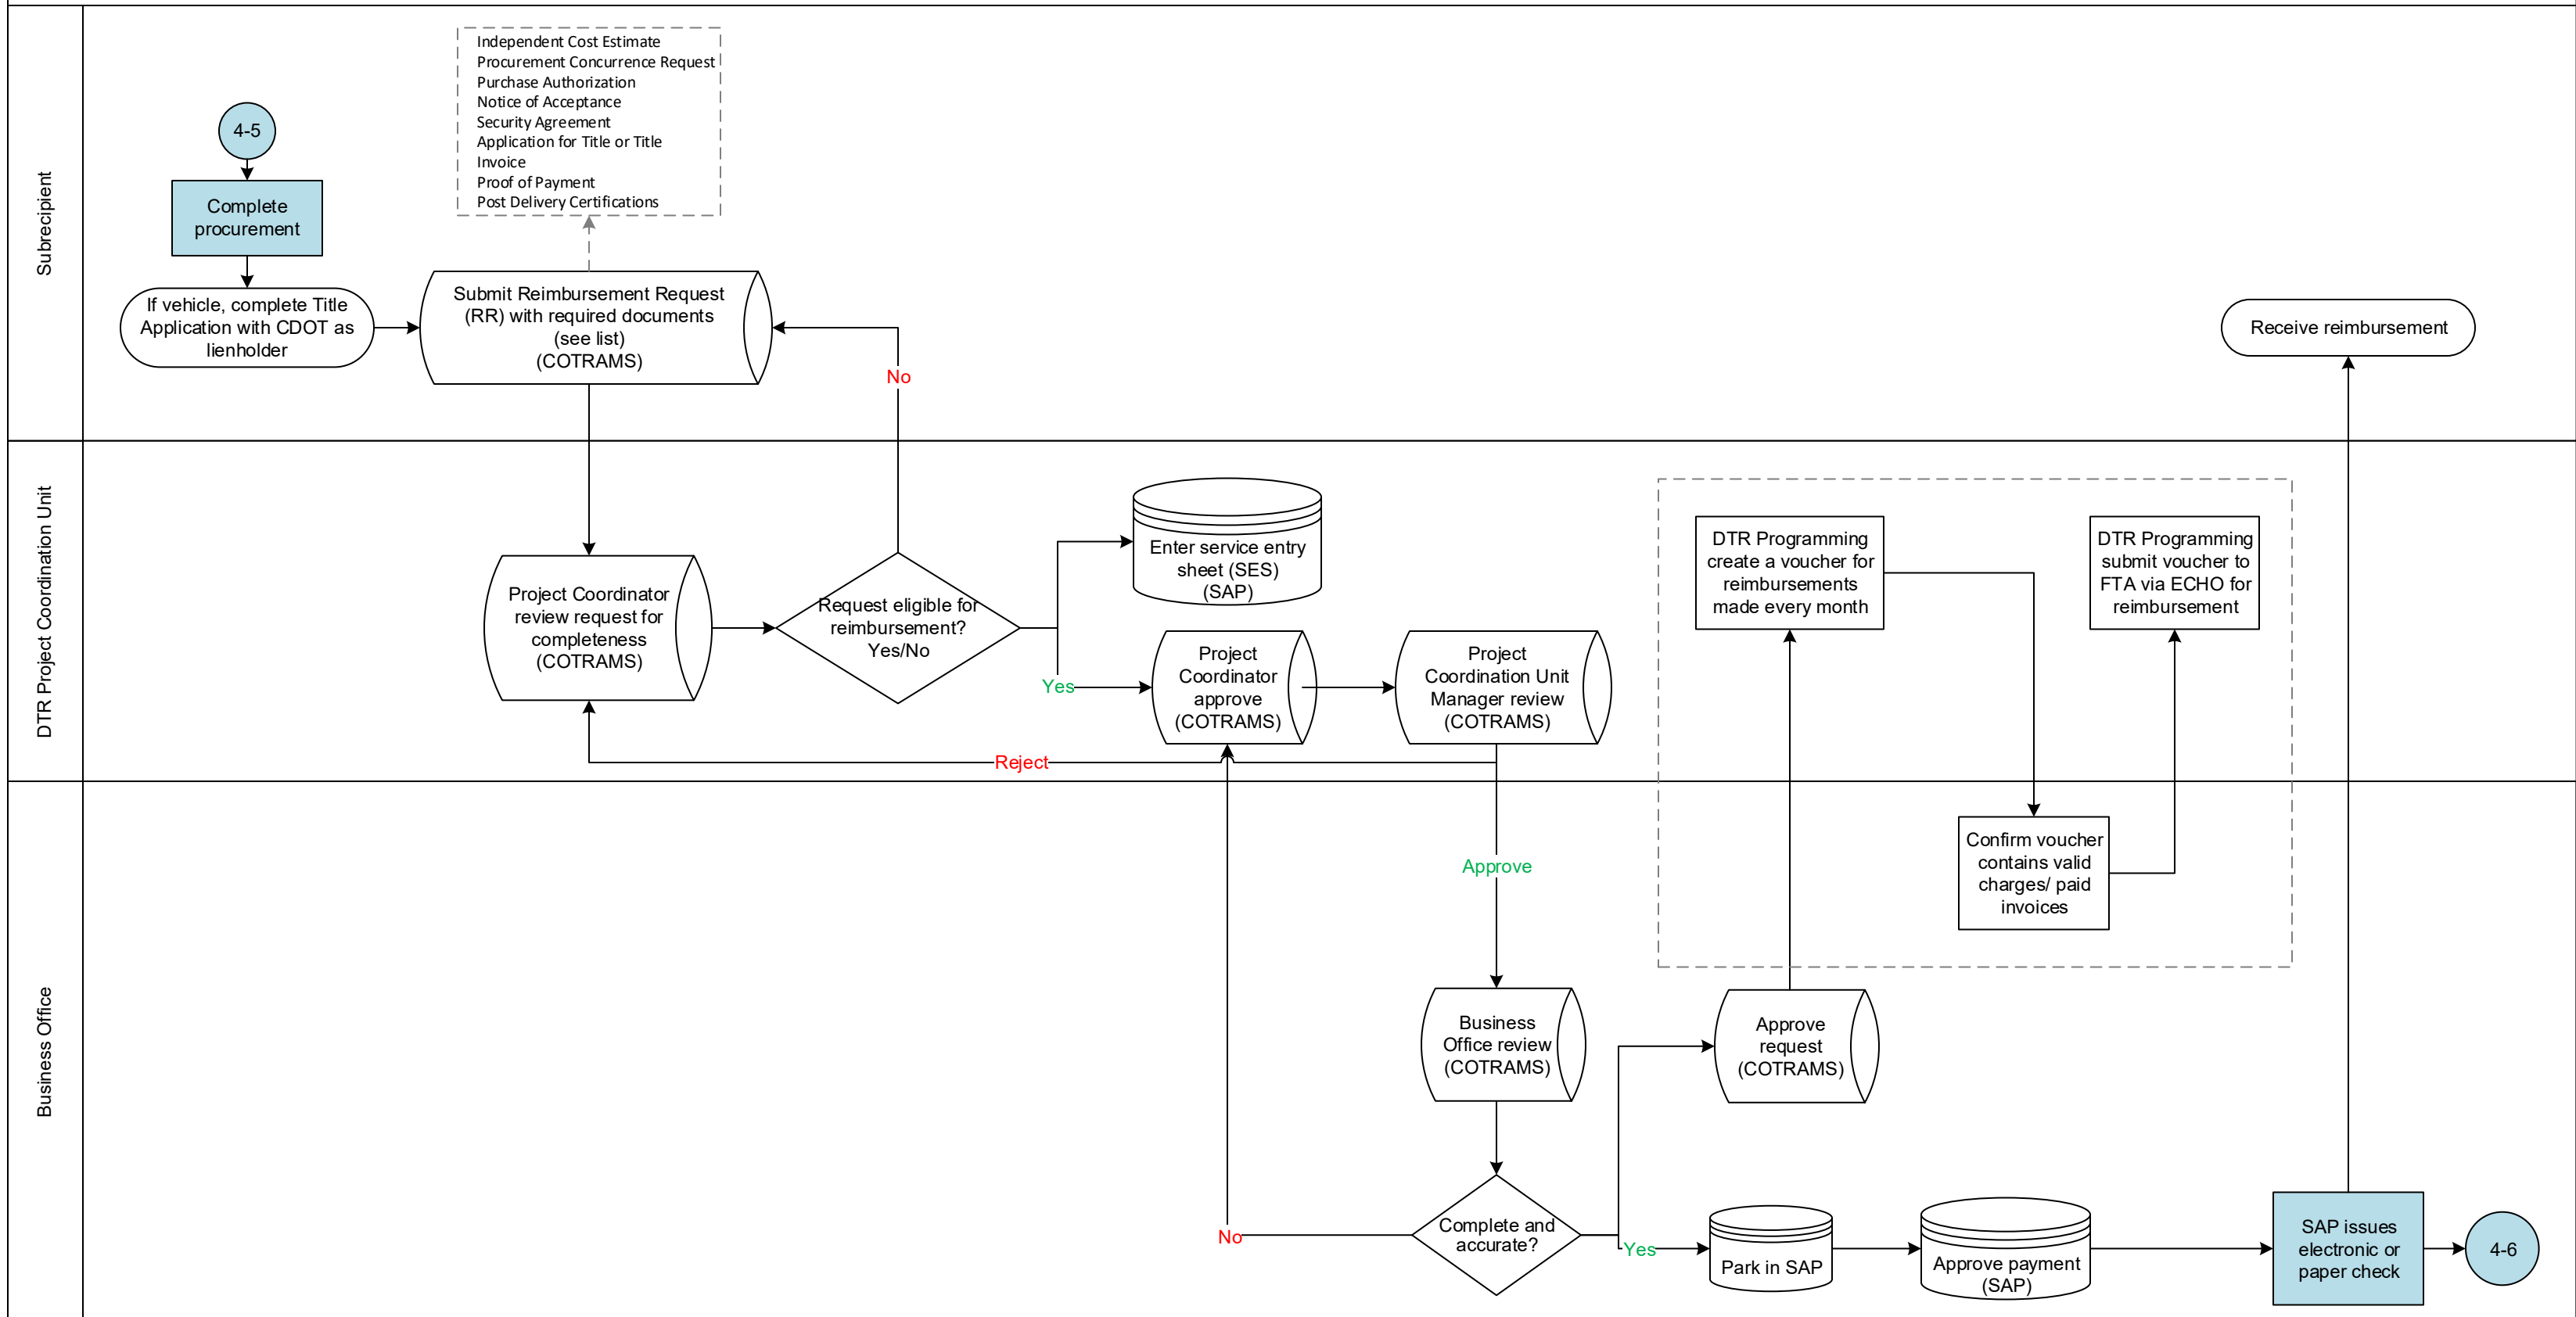 Subrecipient
4-5
Complete
procurement
If vehicle, complete Title
Application with CDOT as
lienholder
Independent Cost Estimate
Procurement Concurrence Request
Purchase Authorization
Notice of Acceptance
Security Agreement
Application for Title or Title
Invoice
Proof of Payment
Post Delivery Certifications
Submit Reimbursement Request
(RR) with required documents
(see list)
(COTRAMS)
No
Receive reimbursement
DTR Project Coordination Unit
Project Coordinator
review request for
completeness
(COTRAMS)
Request eligible for
reimbursement?
Yes/No
Enter service entry
sheet (SES)
(SAP)
Yes
Project
Coordinator
approve
(COTRAMS)
Project
Coordination Unit
Manager review
(COTRAMS)
Reject
DTR Programming
create a voucher for
reimbursements
made every month
DTR Programming
submit voucher to
FTA via ECHO for
reimbursement
Business Office
Approve
Confirm voucher
contains valid
charges/ paid
invoices
Business
Office review
(COTRAMS)
Approve
request
(COTRAMS)
No
Complete and
accurate?
Yes
Park in SAP
Approve payment
(SAP)
SAP issues
electronic or
paper check
4-6